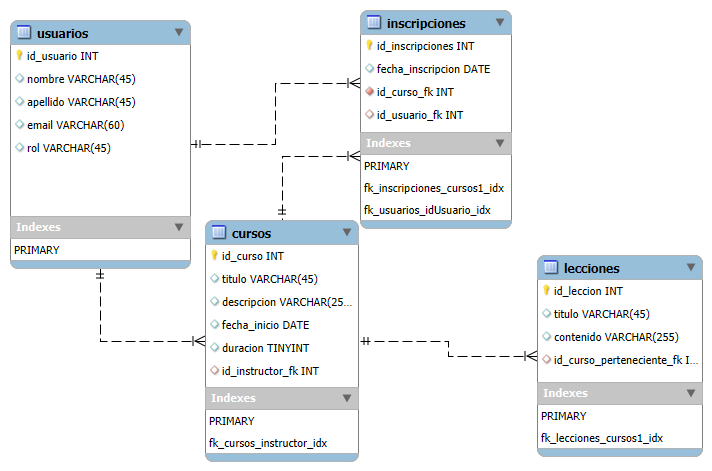 usuarios
id_usuario INT
nombre VARCHAR(45)
apellido VARCHAR(45)
email VARCHAR(60)
rol VARCHAR(45)
Indexes
PRIMARY
inscripciones
id_inscripciones INT
fecha_inscripcion DATE
id_curso_fk INT
id_usuario_fk INT
Indexes
PRIMARY
fk_inscripciones_cursos1_idx
fk_usuarios_idUsuario_idx
cursos
id_curso INT
titulo VARCHAR(45)
descripcion VARCHAR(25...
fecha_inicio DATE
duracion TINYINT
id_instructor_fk INT
Indexes
PRIMARY
fk_cursos_instructor_idx
lecciones
id_leccion INT
titulo VARCHAR(45)
contenido VARCHAR(255)
id_curso_perteneciente_fk I...
Indexes
PRIMARY
fk_lecciones_cursos1_idx